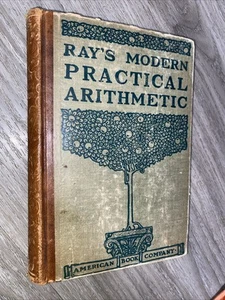 RAY'S MODERN
PRACTICAL
ARITHMETIC
AMERICAN BOOK COMPANY